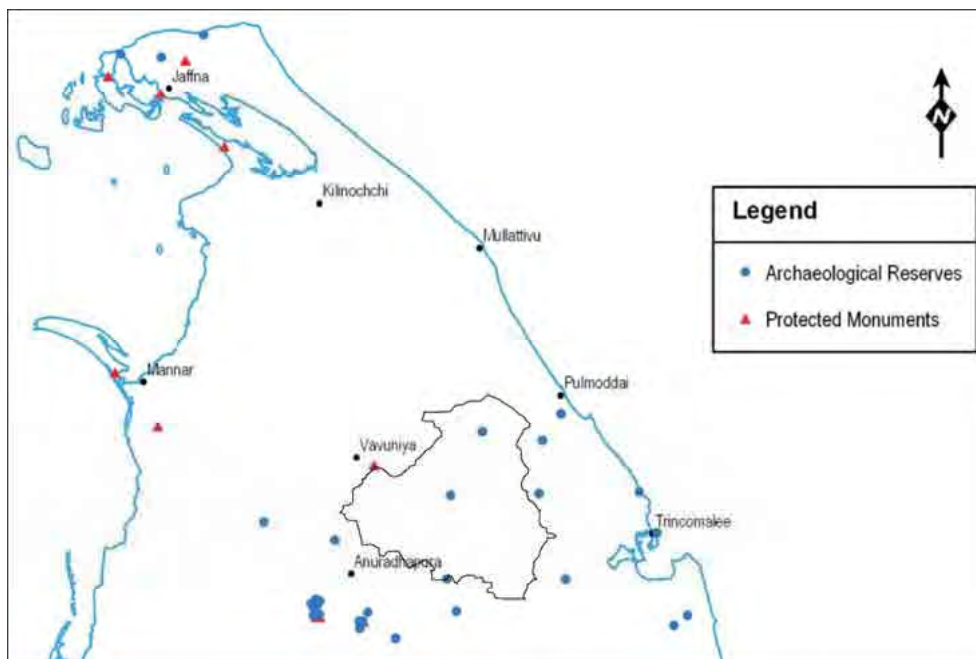 Jaffna
N
Kilinochchi
Legend
Mullattivu
Archaeological Reserves
Protected Monuments
Mannar
Pulmoddai
Vavuniya
Trincomalee
Anuradhapura